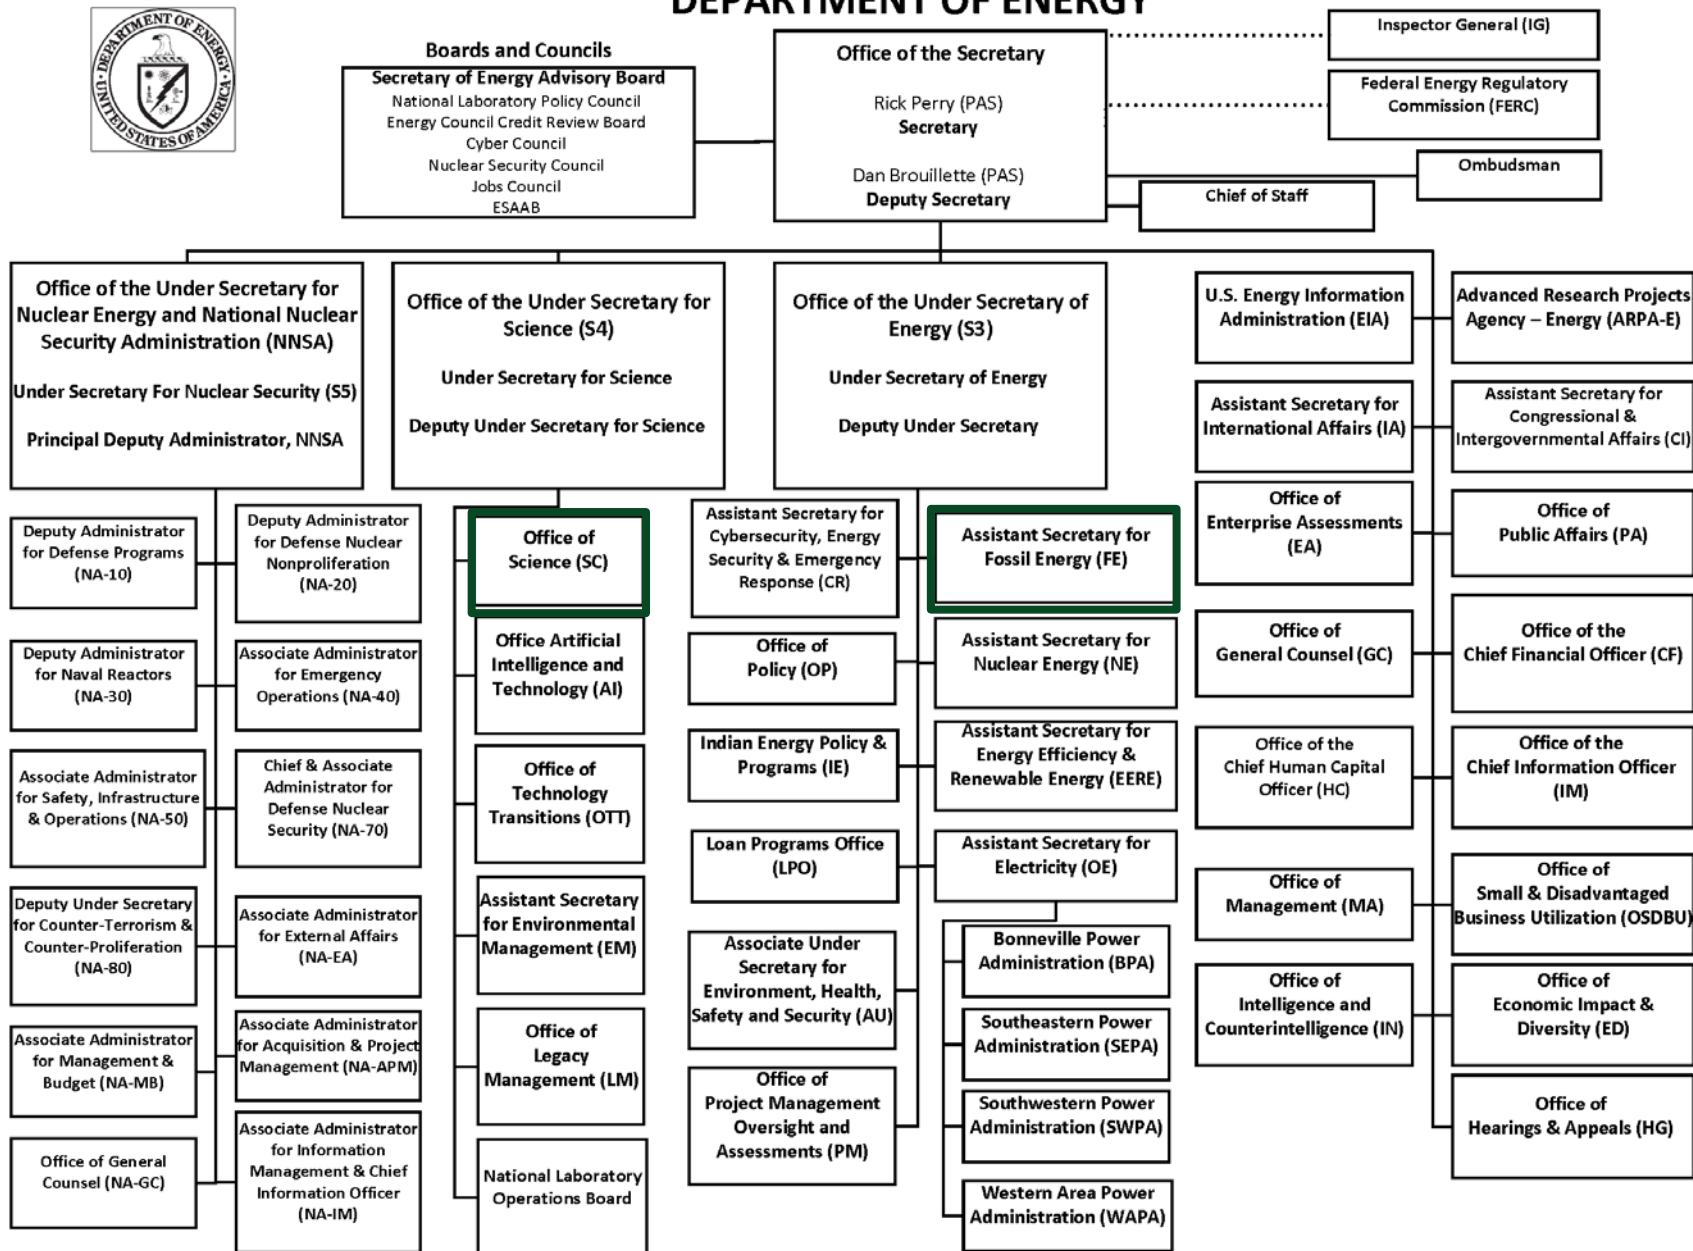 DEPARTMENT OF ENERGY
DEPARTMENT OF ENERGY
UNITED STATES OF AMERICA
Boards and Councils
Secretary of Energy Advisory Board
National Laboratory Policy Council
Energy Council Credit Review Board
Cyber Council
Nuclear Security Council
Jobs Council
ESAAB
Office of the Secretary
Rick Perry (PAS)
Secretary
Dan Brouillette (PAS)
Deputy Secretary
Inspector General (IG)
Federal Energy Regulatory
Commission (FERC)
Ombudsman
Chief of Staff
Office of the Under Secretary for
Nuclear Energy and National Nuclear
Security Administration (NNSA)
Under Secretary For Nuclear Security (S5)
Principal Deputy Administrator, NNSA
Deputy Administrator
for Defense Programs
(NA-10)
Deputy Administrator
for Defense Nuclear
Nonproliferation
(NA-20)
Deputy Administrator
for Naval Reactors
(NA-30)
Associate Administrator
for Emergency
Operations (NA-40)
Associate Administrator
for Safety, Infrastructure
& Operations (NA-50)
Chief & Associate
Administrator for
Defense Nuclear
Security (NA-70)
Deputy Under Secretary
for Counter-Terrorism &
Counter-Proliferation
(NA-80)
Associate Administrator
for External Affairs
(NA-EA)
Associate Administrator
for Management &
Budget (NA-MB)
Associate Administrator
for Acquisition & Project
Management (NA-APM)
Office of General
Counsel (NA-GC)
Associate Administrator
for Information
Management & Chief
Information Officer
(NA-IM)
Office of the Under Secretary for
Science (S4)
Under Secretary for Science
Deputy Under Secretary for Science
Office of
Science (SC)
Office Artificial
Intelligence and
Technology (AI)
Office of
Technology
Transitions (OTT)
Assistant Secretary
for Environmental
Management (EM)
Office of
Legacy
Management (LM)
National Laboratory
Operations Board
Office of the Under Secretary of
Energy (S3)
Under Secretary of Energy
Deputy Under Secretary
Assistant Secretary for
Cybersecurity, Energy
Security & Emergency
Response (CR)
Assistant Secretary for
Fossil Energy (FE)
Office of
Policy (OP)
Assistant Secretary for
Nuclear Energy (NE)
Indian Energy Policy &
Programs (IE)
Assistant Secretary for
Energy Efficiency &
Renewable Energy (EERE)
Loan Programs Office
(LPO)
Assistant Secretary for
Electricity (OE)
Associate Under
Secretary for
Environment, Health,
Safety and Security (AU)
Office of
Project Management
Oversight and
Assessments (PM)
Bonneville Power
Administration (BPA)
Southeastern Power
Administration (SEPA)
Southwestern Power
Administration (SWPA)
Western Area Power
Administration (WAPA)
U.S. Energy Information
Administration (EIA)
Advanced Research Projects
Agency – Energy (ARPA-E)
Assistant Secretary for
International Affairs (IA)
Assistant Secretary for
Congressional &
Intergovernmental Affairs (CI)
Office of
Enterprise Assessments
(EA)
Office of
Public Affairs (PA)
Office of
General Counsel (GC)
Office of the
Chief Financial Officer (CF)
Office of the
Chief Human Capital
Officer (HC)
Office of the
Chief Information Officer
(IM)
Office of
Management (MA)
Office of
Small & Disadvantaged
Business Utilization (OSDBU)
Office of
Intelligence and
Counterintelligence (IN)
Office of
Economic Impact &
Diversity (ED)
Office of
Hearings & Appeals (HG)